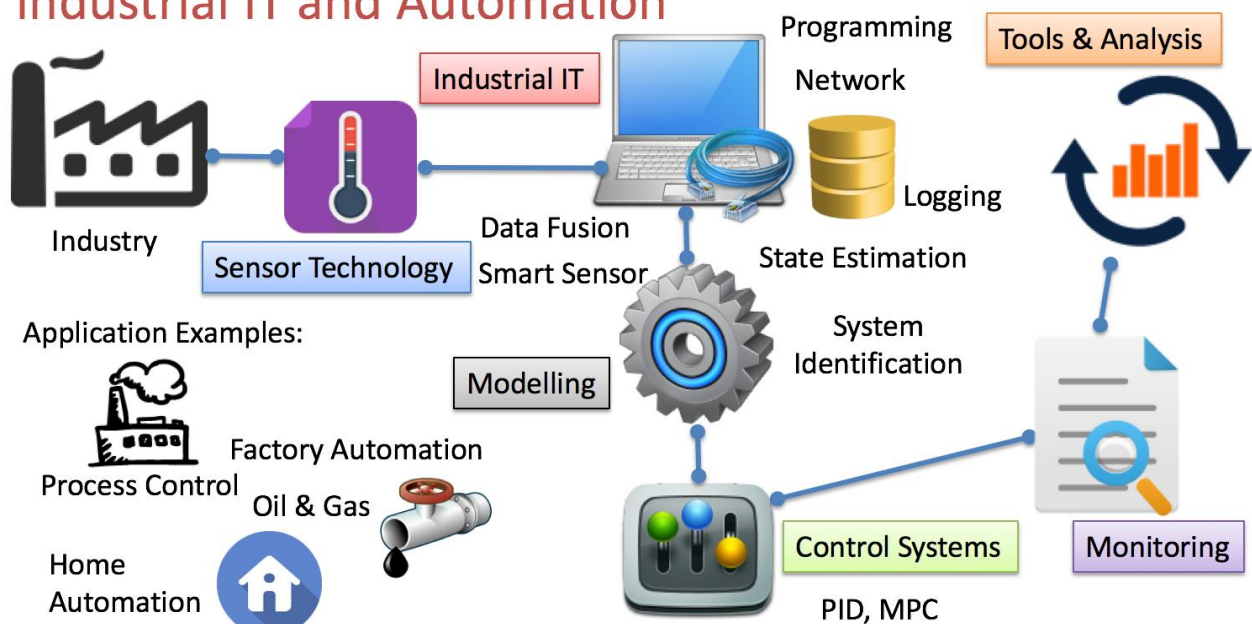 Industrial IT and Automation
Programming
Tools & Analysis
Industrial IT
Network
Logging
Industry
Data Fusion
Sensor Technology
Smart Sensor
State Estimation
Application Examples:
System
Identification
Modelling
Factory Automation
Process Control
Oil & Gas
Control Systems
Monitoring
Home
Automation
PID, MPC